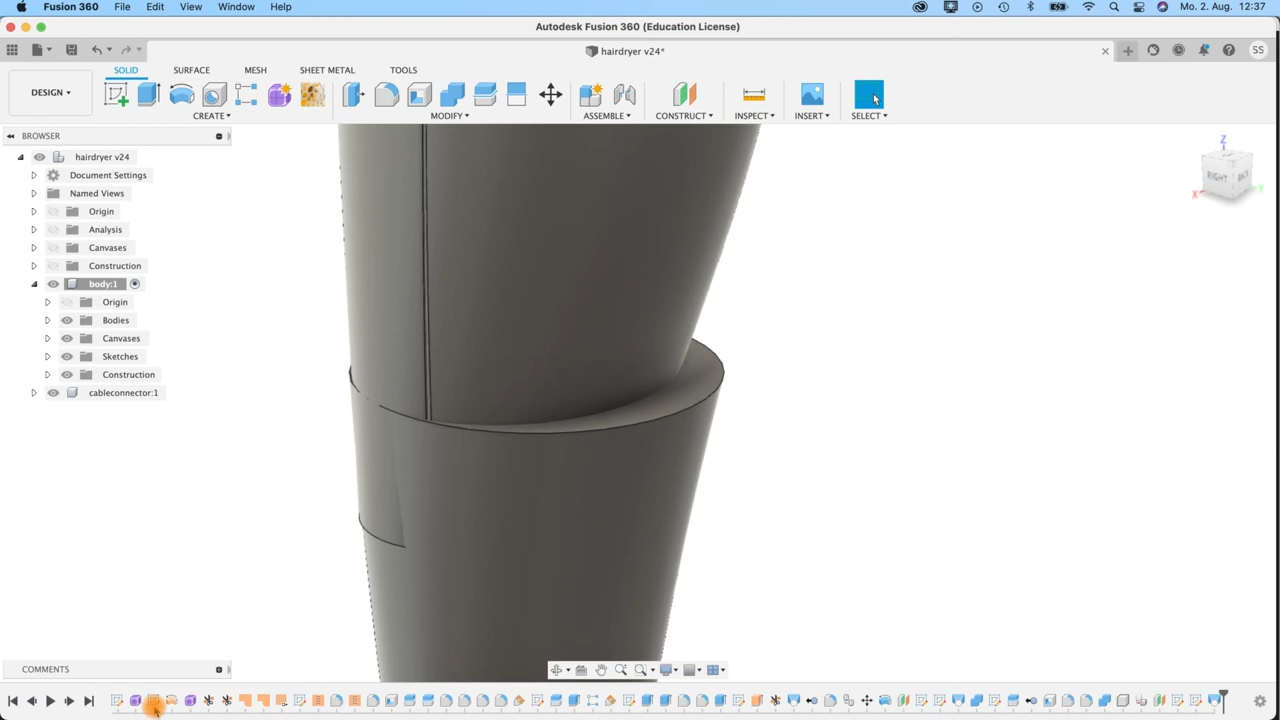 Fusion 360 File Edit View Window Help Mo. 2. Aug. 12:37
Autodesk Fusion 360 (Education License)
hairdryer v24* SS
SOLID SURFACE MESH SHEET METAL TOOLS
DESIGN
CREATE MODIFY ASSEMBLE CONSTRUCT INSPECT INSERT SELECT
BROWSER
hairdryer v24
Document Settings
Named Views
Origin
Analysis
Canvases
Construction
body:1
Origin
Bodies
Canvases
Sketches
Construction
cableconnector:1
Z
RIGHT
X
Y
COMMENTS